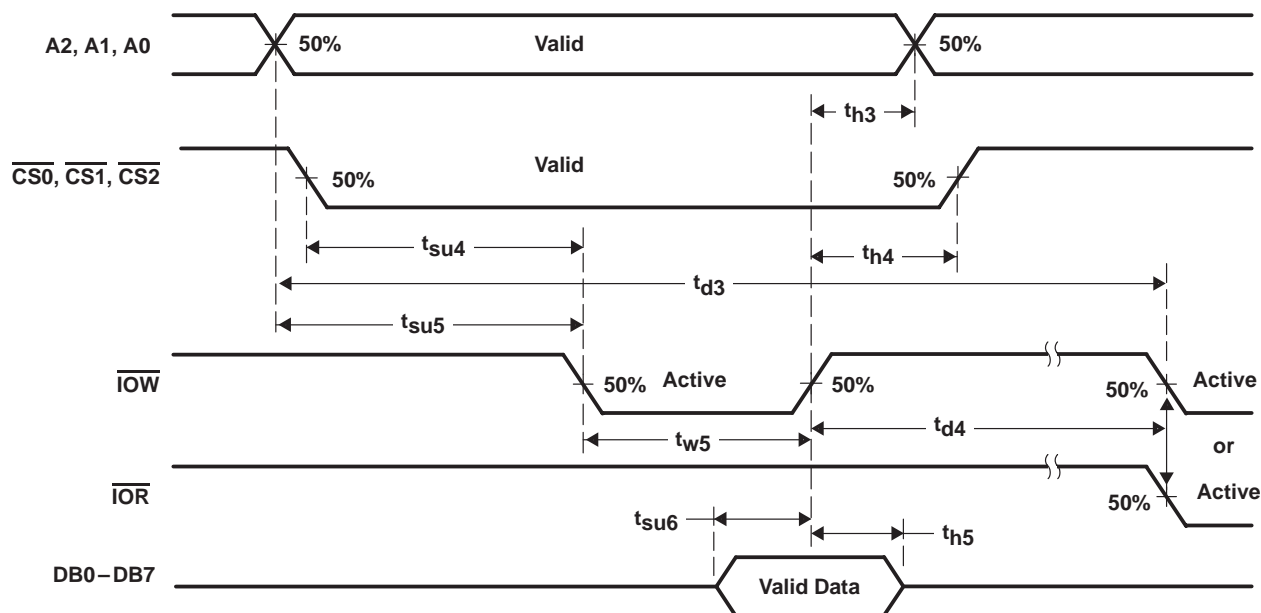 A2, A1, A0
50%
Valid
50%
th3
CS0, CS1, CS2
50%
Valid
50%
tsu4
th4
td3
tsu5
IOW
50%
Active
50%
50%
Active
tw5
td4
or
IOR
50%
Active
tsu6
th5
DB0–DB7
Valid Data